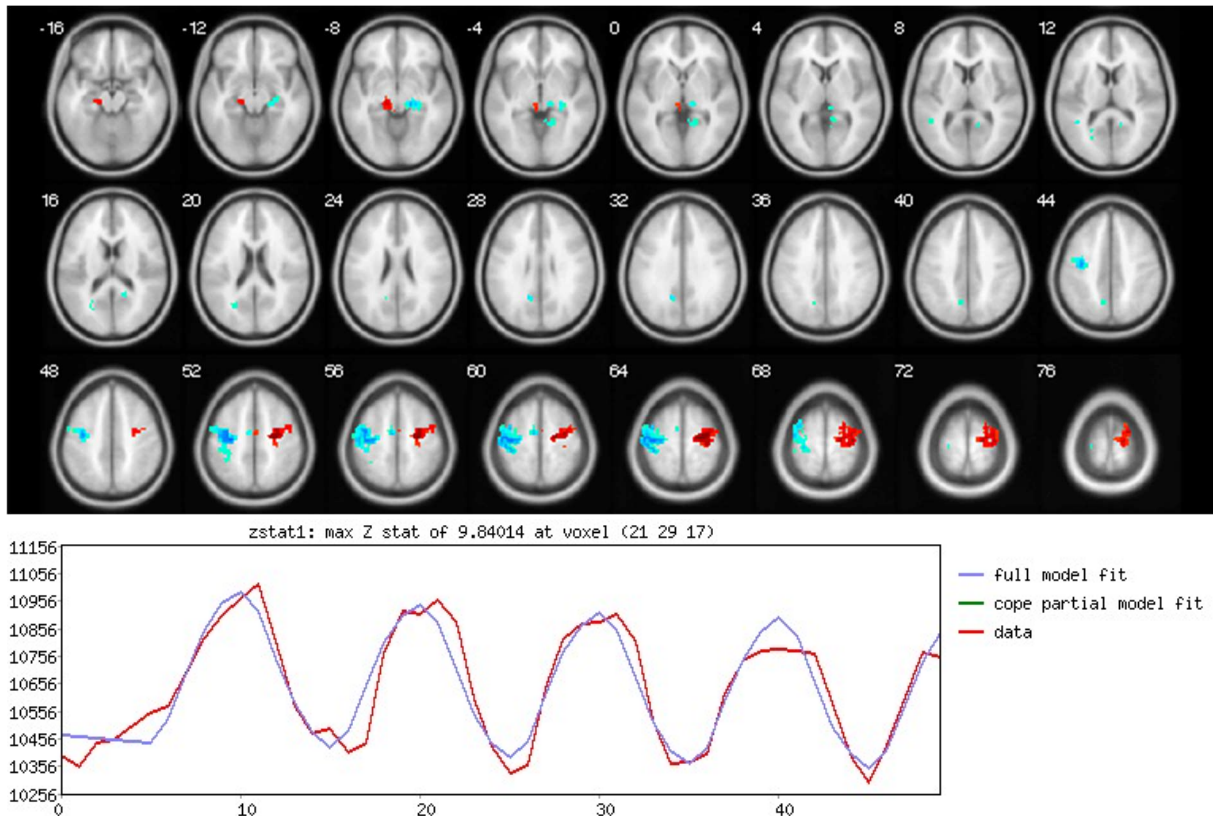 -16 -12 -8 -4 0 4 8 12
16 20 24 28 32 36 40 44
48 52 56 60 64 68 72 76
zstat1: max Z stat of 9.84014 at voxel (21 29 17)
11156
11056
10956
10856
10756
10656
10556
10456
10356
10256
0 10 20 30 40
full model fit
cope partial model fit
data